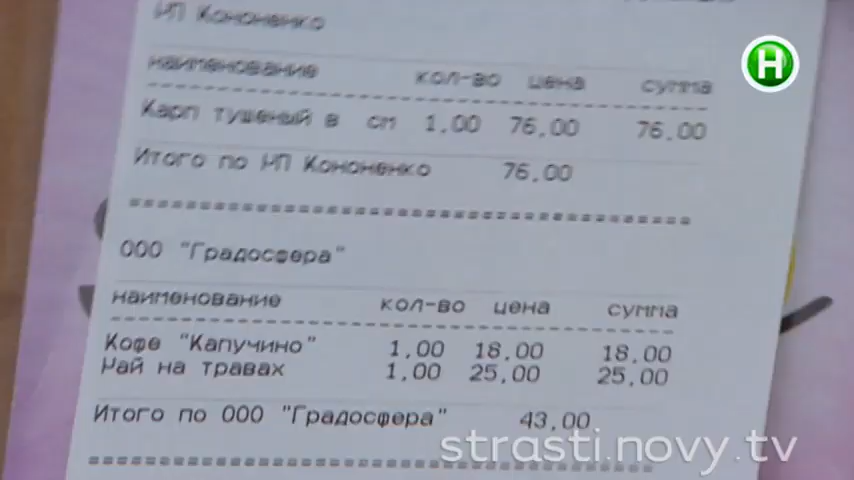 ИП Кононенко
Н
наименование кол-во цена сумма
Карп тушеный в сп 1,00 76,00 76,00
Итого по ИП Кононенко 76,00
ООО "Градосфера"
наименование кол-во цена сумма
Кофе "Капучино" 1,00 18,00 18,00
Чай на травах 1,00 25,00 25,00
Итого по ООО "Градосфера" 43,00
strasti.novy.tv